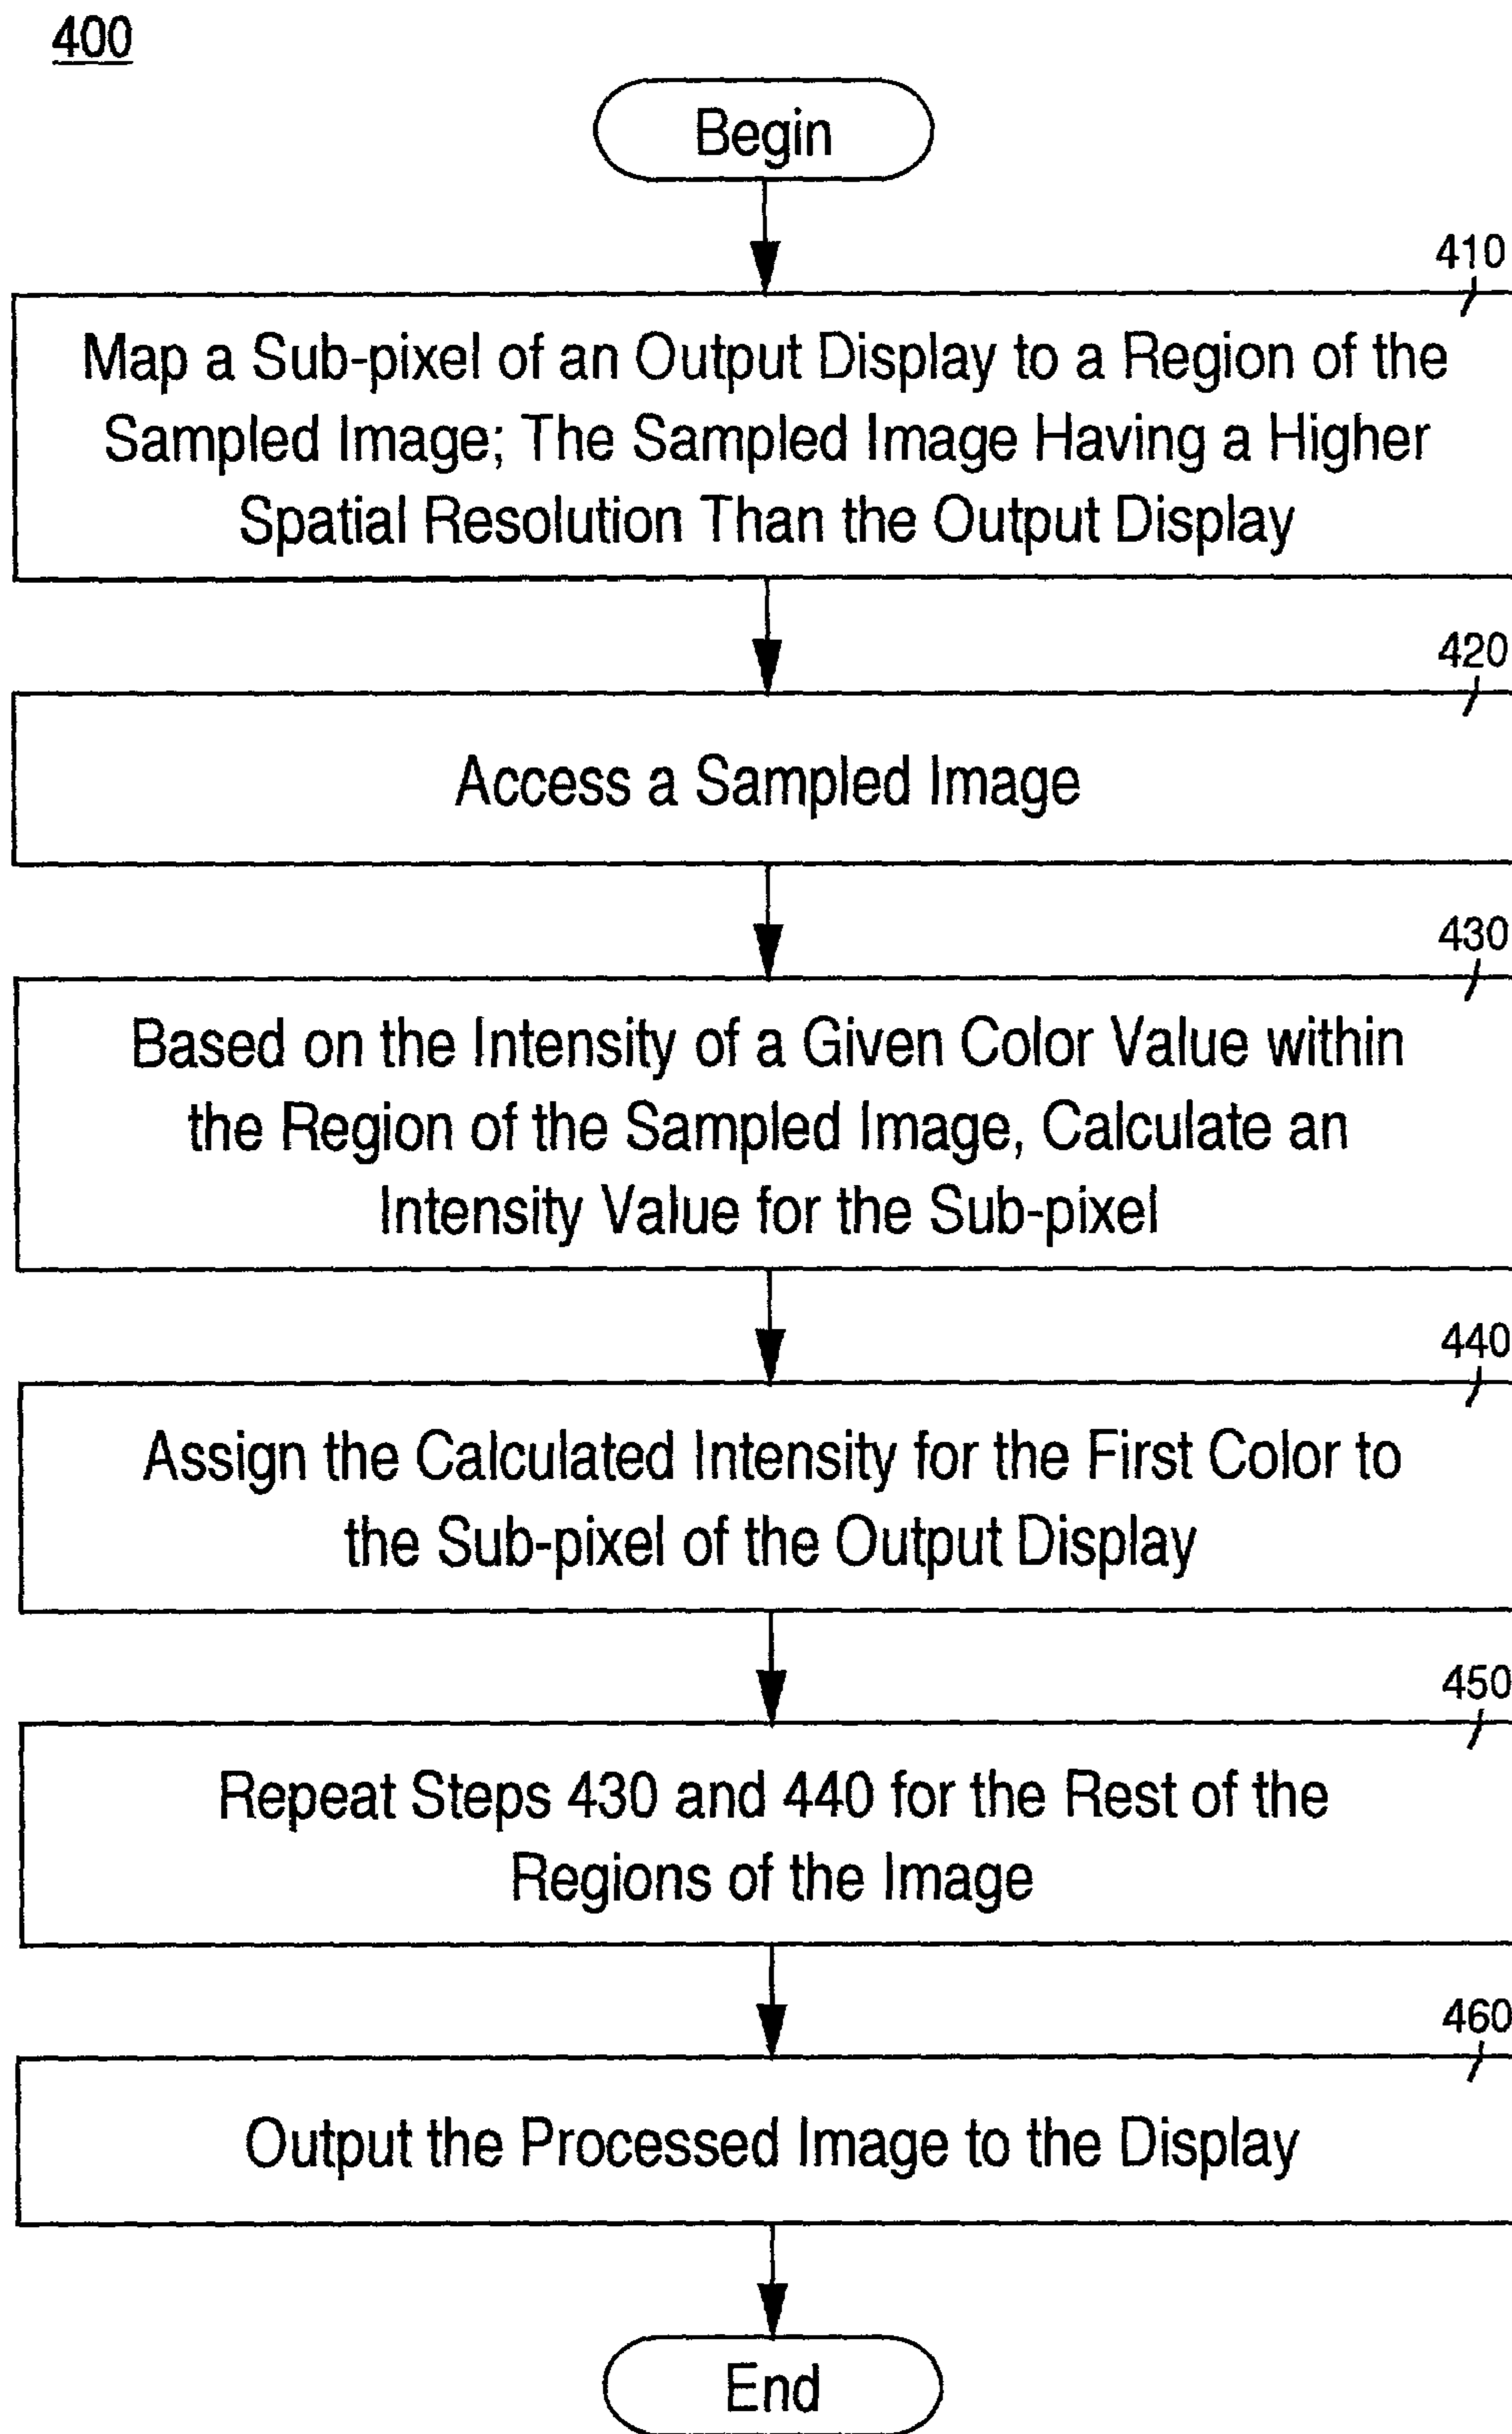 400
Begin
410
Map a Sub-pixel of an Output Display to a Region of the
Sampled Image; The Sampled Image Having a Higher
Spatial Resolution Than the Output Display
420
Access a Sampled Image
430
Based on the Intensity of a Given Color Value within
the Region of the Sampled Image, Calculate an
Intensity Value for the Sub-pixel
440
Assign the Calculated Intensity for the First Color to
the Sub-pixel of the Output Display
450
Repeat Steps 430 and 440 for the Rest of the
Regions of the Image
460
Output the Processed Image to the Display
End